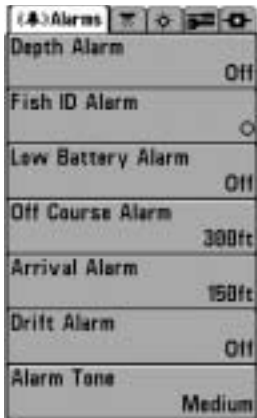 Alarms
Depth Alarm
Off
Fish ID Alarm
Low Battery Alarm
Off
Off Course Alarm
300ft
Arrival Alarm
150ft
Drift Alarm
Off
Alarm Tone
Medium